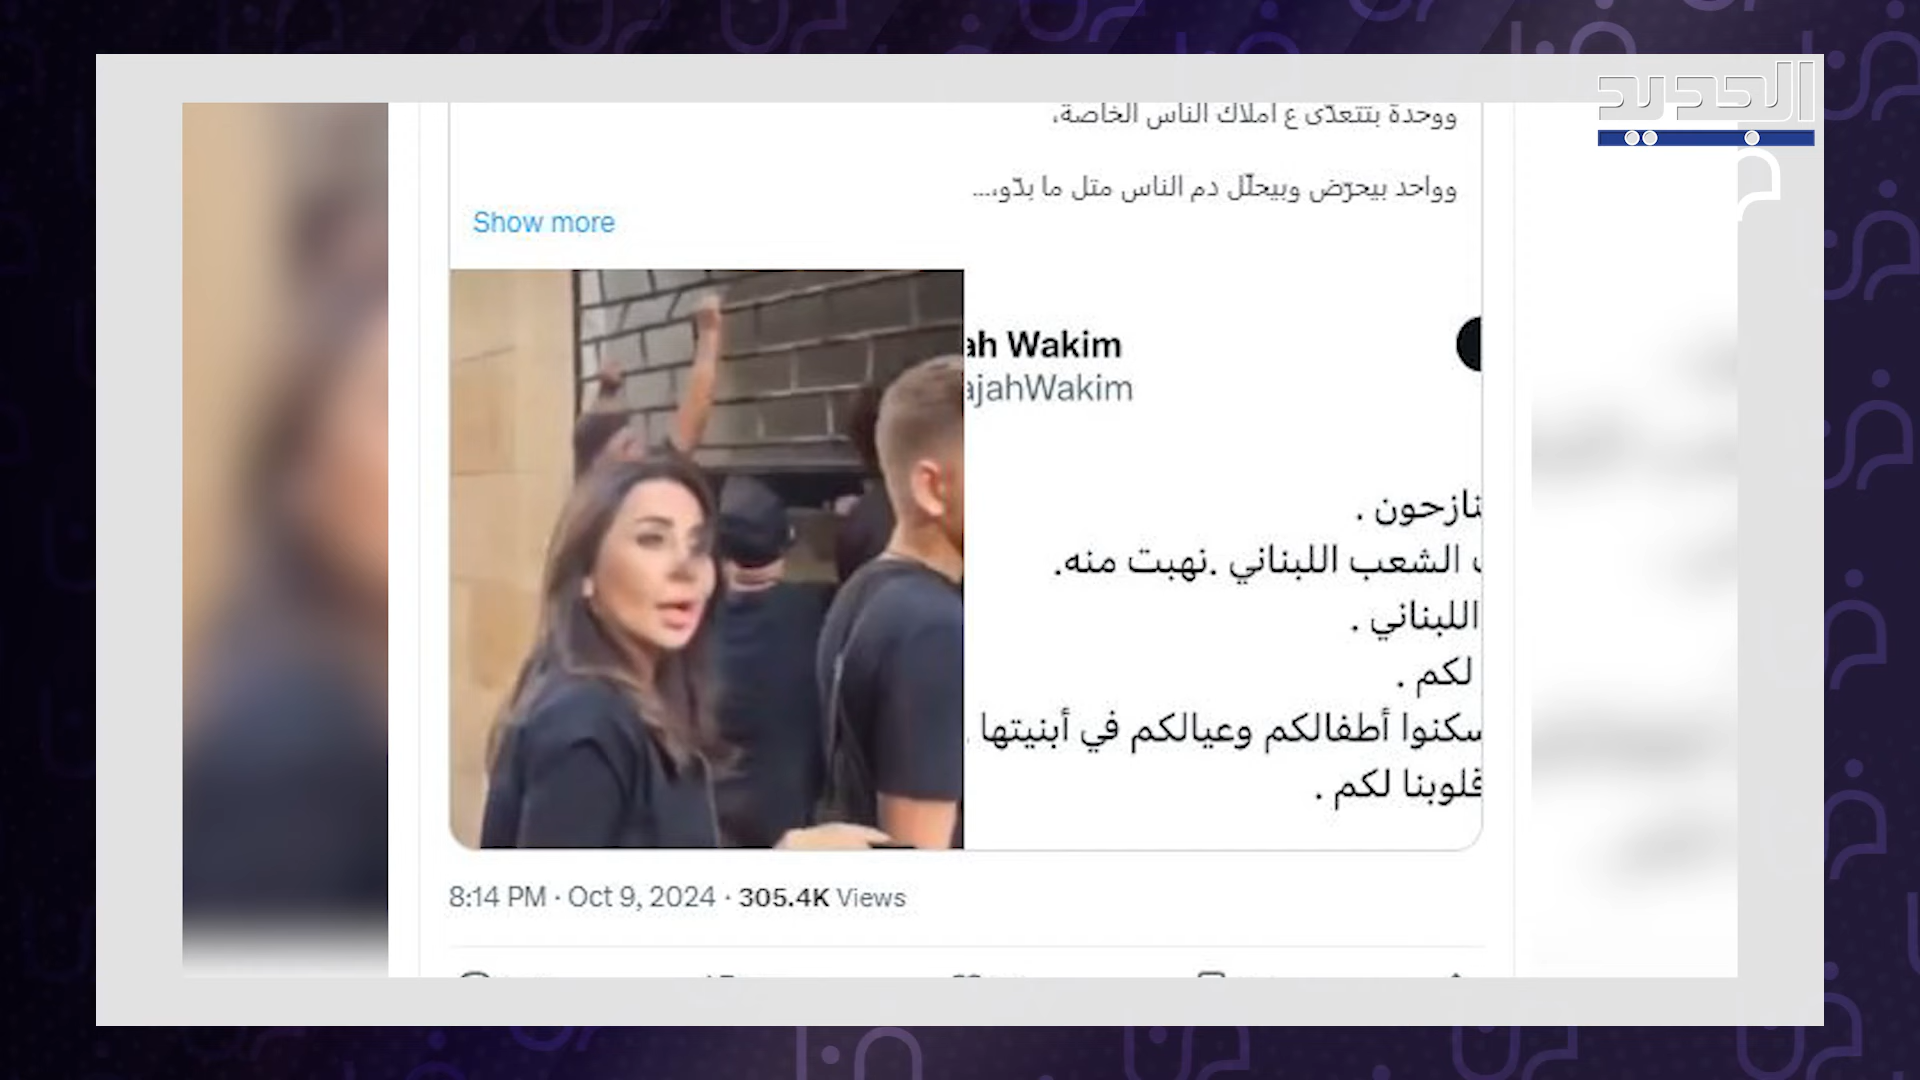 الجديد
ووحدة بتتعدّى ع املاك الناس الخاصة،
وواحد بيحرّض وبيحلّل دم الناس متل ما بدّو،...
Show more
ah Wakim
ajahWakim
نازحون .
الشعب اللبناني .نهبت منه.
اللبناني .
لكم .
سكنوا أطفالكم وعيالكم في أبنيتها .
قلوبنا لكم .
8:14 PM · Oct 9, 2024 · 305.4K Views